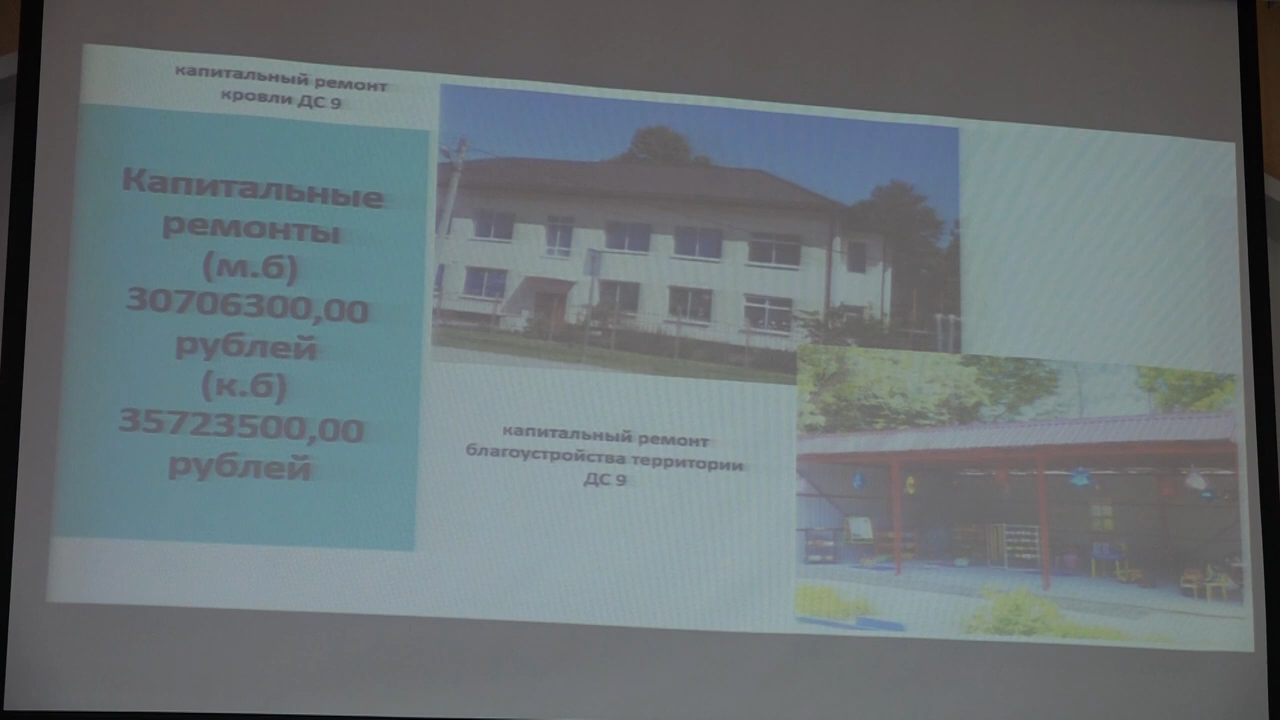 капитальный ремонт
кровли ДС 9
Капитальные
ремонты
(м.б)
30706300,00
рублей
(к.б)
35723500,00
рублей
капитальный ремонт
благоустройства территории
ДС 9